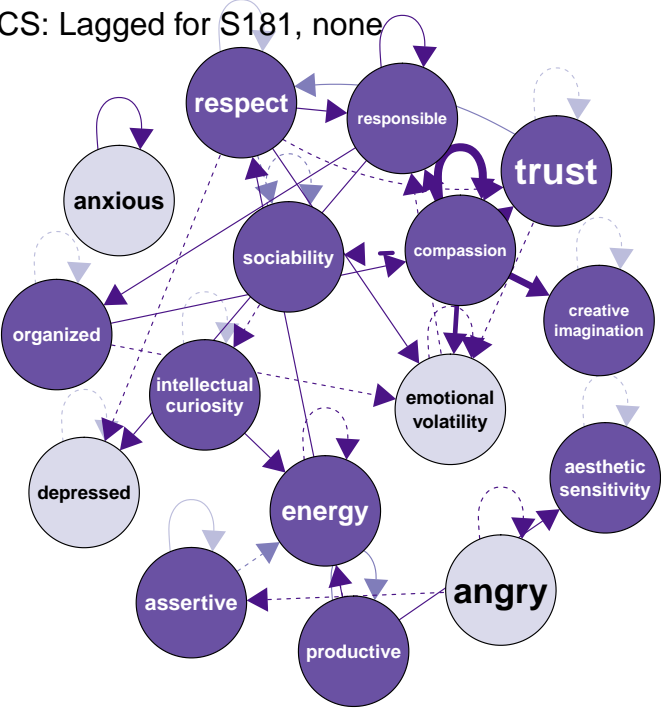 CS: Lagged for S181, none
respect
responsible
trust
anxious
sociability
compassion
creative
imagination
organized
intellectual
curiosity
emotional
volatility
depressed
aesthetic
sensitivity
energy
angry
assertive
productive